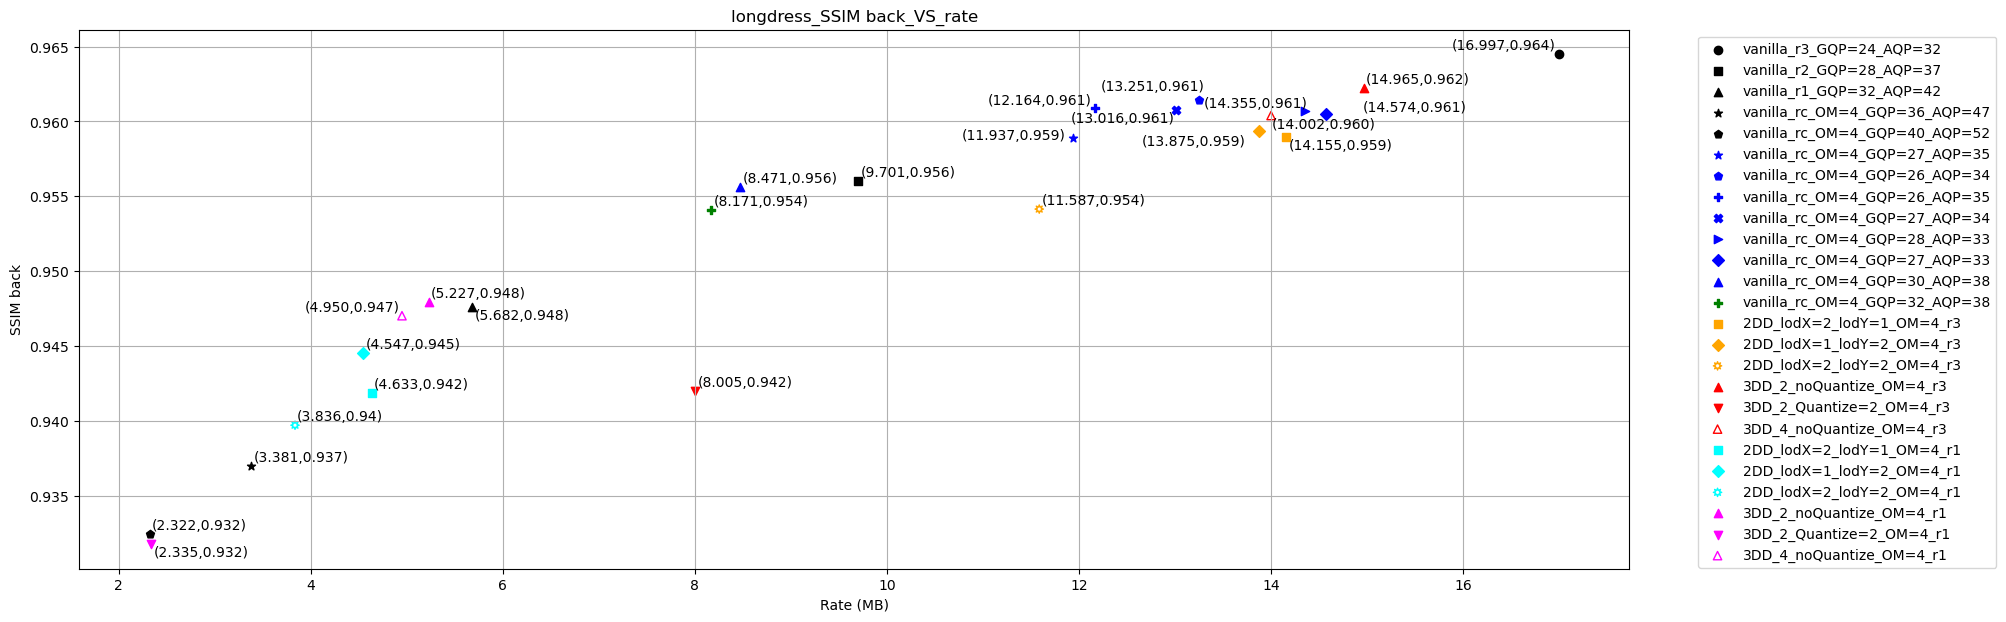 longdress_SSIM back_VS_rate
0.965
0.960
0.955
0.950
0.945
0.940
0.935
SSIM back
(16.997,0.964)
(14.965,0.962)
(13.251,0.961)
(12.164,0.961)
(14.355,0.961)
(14.574,0.961)
(13.016,0.961)
(14.002,0.960)
(11.937,0.959)
(13.875,0.959)
(14.155,0.959)
(8.471,0.956)
(9.701,0.956)
(8.171,0.954)
(11.587,0.954)
(5.227,0.948)
(4.950,0.947)
(5.682,0.948)
(4.547,0.945)
(4.633,0.942)
(8.005,0.942)
(3.836,0.94)
(3.381,0.937)
(2.322,0.932)
(2.335,0.932)
2 4 6 8 10 12 14 16
Rate (MB)
vanilla_r3_GQP=24_AQP=32
vanilla_r2_GQP=28_AQP=37
vanilla_r1_GQP=32_AQP=42
vanilla_rc_OM=4_GQP=36_AQP=47
vanilla_rc_OM=4_GQP=40_AQP=52
vanilla_rc_OM=4_GQP=27_AQP=35
vanilla_rc_OM=4_GQP=26_AQP=34
vanilla_rc_OM=4_GQP=26_AQP=35
vanilla_rc_OM=4_GQP=27_AQP=34
vanilla_rc_OM=4_GQP=28_AQP=33
vanilla_rc_OM=4_GQP=27_AQP=33
vanilla_rc_OM=4_GQP=30_AQP=38
vanilla_rc_OM=4_GQP=32_AQP=38
2DD_lodX=2_lodY=1_OM=4_r3
2DD_lodX=1_lodY=2_OM=4_r3
2DD_lodX=2_lodY=2_OM=4_r3
3DD_2_noQuantize_OM=4_r3
3DD_2_Quantize=2_OM=4_r3
3DD_4_noQuantize_OM=4_r3
2DD_lodX=2_lodY=1_OM=4_r1
2DD_lodX=1_lodY=2_OM=4_r1
2DD_lodX=2_lodY=2_OM=4_r1
3DD_2_noQuantize_OM=4_r1
3DD_2_Quantize=2_OM=4_r1
3DD_4_noQuantize_OM=4_r1